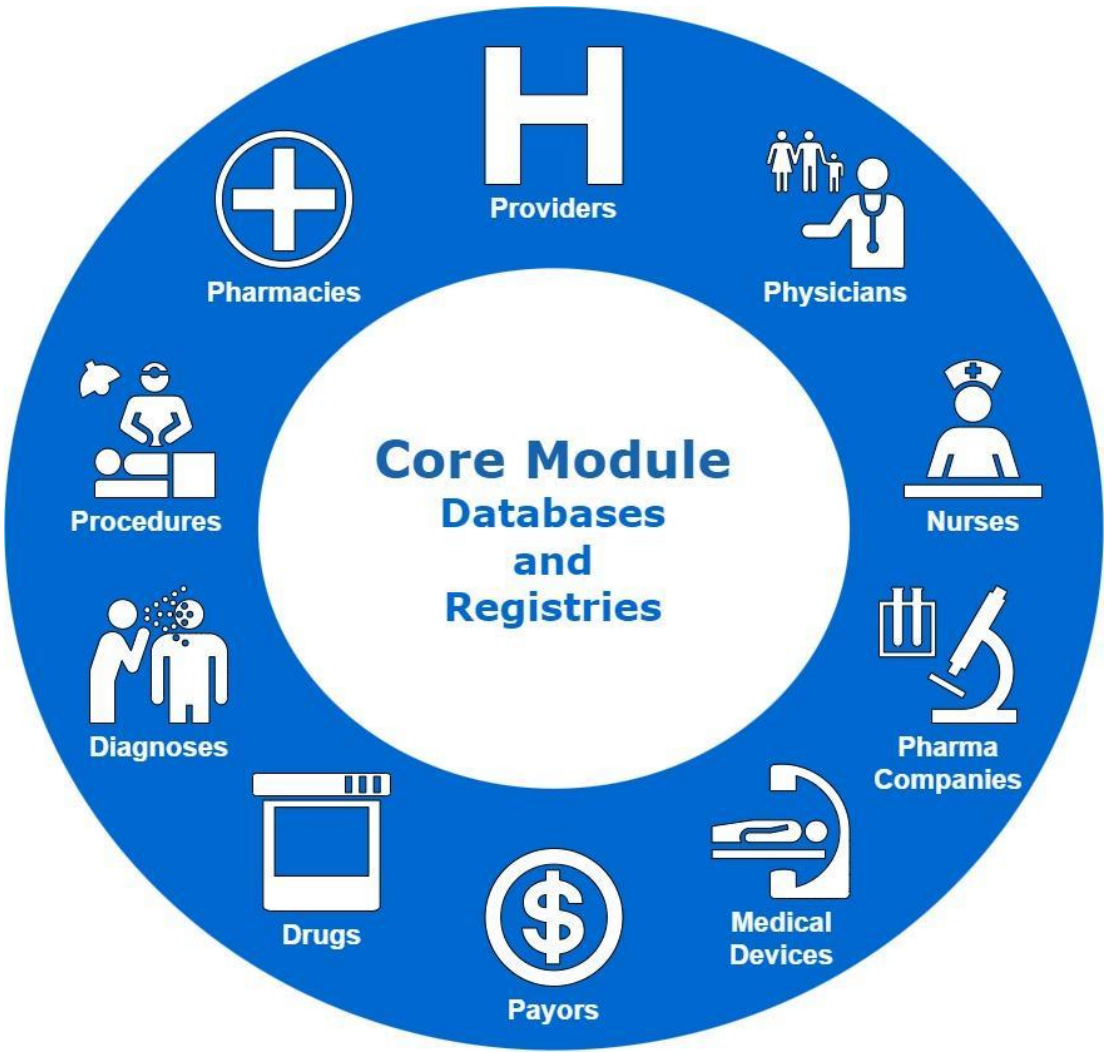 H
Providers
Physicians
Pharmacies
Nurses
Procedures
Core Module
Databases
and
Registries
Pharma
Companies
Diagnoses
Medical
Devices
Drugs
$
Payors